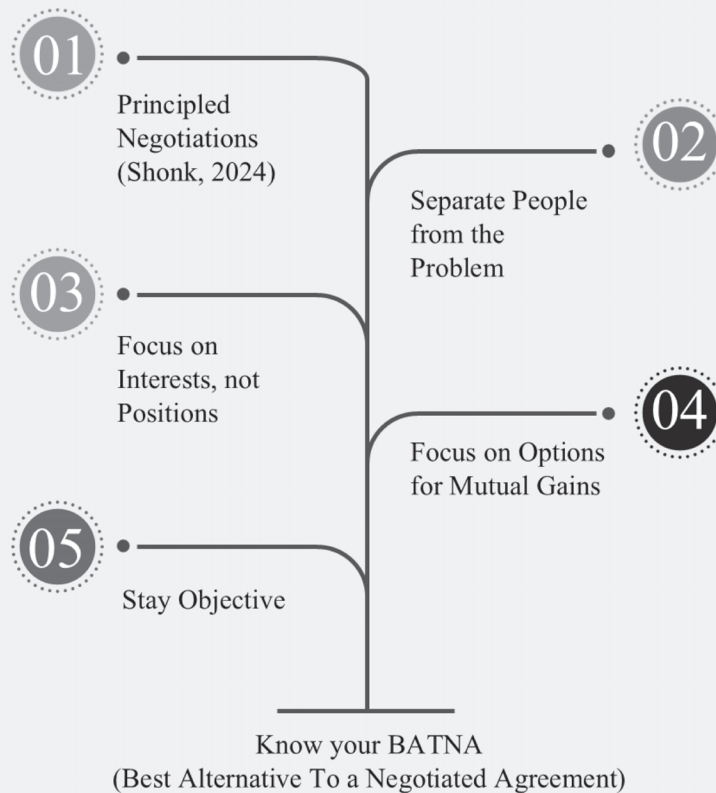 01
Principled
Negotiations
(Shonk, 2024)
02
Separate People
from the
Problem
03
Focus on
Interests, not
Positions
04
Focus on Options
for Mutual Gains
05
Stay Objective
Know your BATNA
(Best Alternative To a Negotiated Agreement)